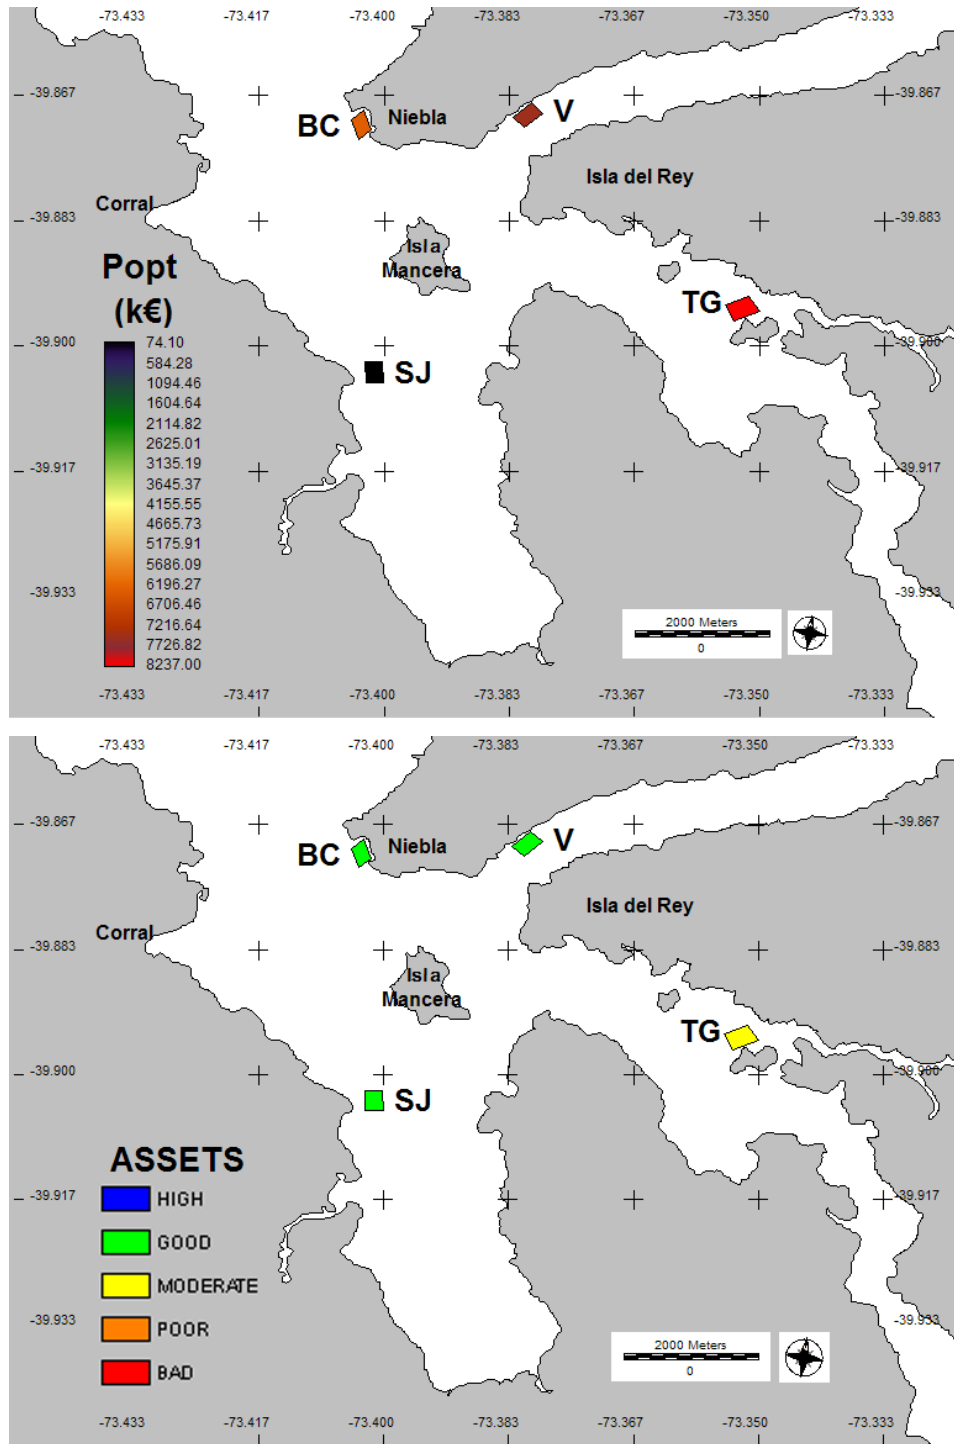 -73.433 -73.417 -73.400 -73.383 -73.367 -73.350 -73.333
-39.867 -39.867
BC Niebla V
Isla del Rey
Corral
-39.883 -39.883
Isla
Mancera
Popt
(k€)
TG
74.10
584.28
1094.46
1604.64
2114.82
2625.01
3135.19
3645.37
4155.55
4665.73
5175.91
5686.09
6196.27
6706.46
7216.64
7726.82
8237.00
-39.900 -39.900
SJ
-39.917 -39.917
-39.933 -39.933
2000 Meters
0
-73.433 -73.417 -73.400 -73.383 -73.367 -73.350 -73.333
-73.433 -73.417 -73.400 -73.383 -73.367 -73.350 -73.333
-39.867 -39.867
BC Niebla V
Isla del Rey
Corral
-39.883 -39.883
Isla
Mancera
TG
-39.900 -39.900
SJ
ASSETS
HIGH
GOOD
MODERATE
POOR
BAD
-39.917 -39.917
-39.933 -39.933
2000 Meters
0
-73.433 -73.417 -73.400 -73.383 -73.367 -73.350 -73.333